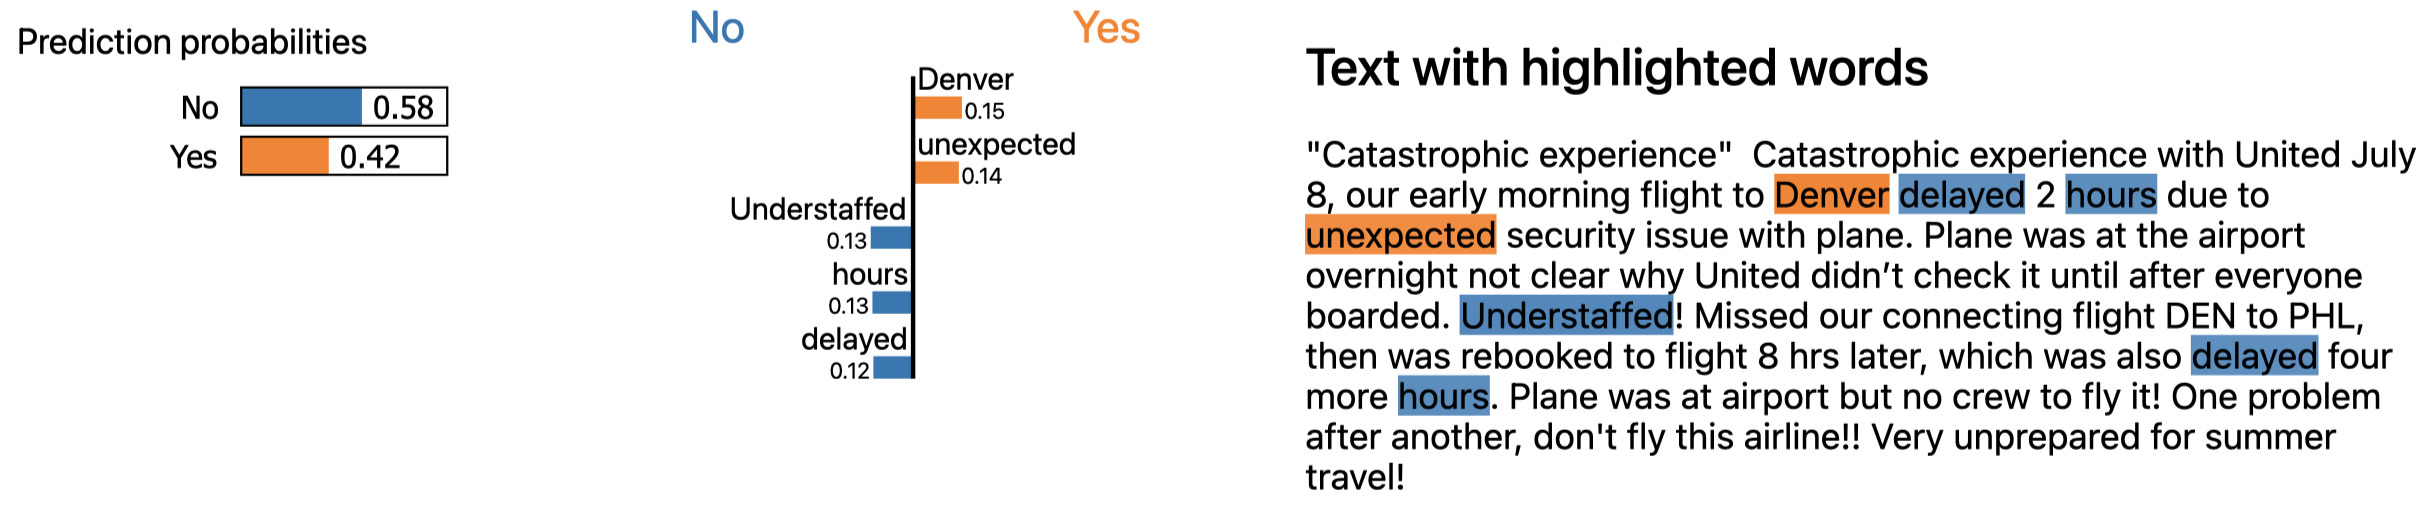 Prediction probabilities
No 0.58
Yes 0.42
No Yes
Denver
0.15
unexpected
0.14
Understaffed
0.13
hours
0.13
delayed
0.12
Text with highlighted words
"Catastrophic experience"  Catastrophic experience with United July
8, our early morning flight to Denver delayed 2 hours due to
unexpected security issue with plane. Plane was at the airport
overnight not clear why United didn’t check it until after everyone
boarded. Understaffed! Missed our connecting flight DEN to PHL,
then was rebooked to flight 8 hrs later, which was also delayed four
more hours. Plane was at airport but no crew to fly it! One problem
after another, don't fly this airline!! Very unprepared for summer
travel!